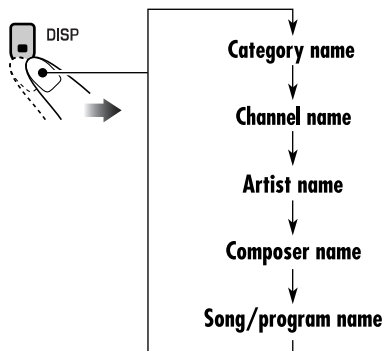 DISP
Category name
Channel name
Artist name
Composer name
Song/program name